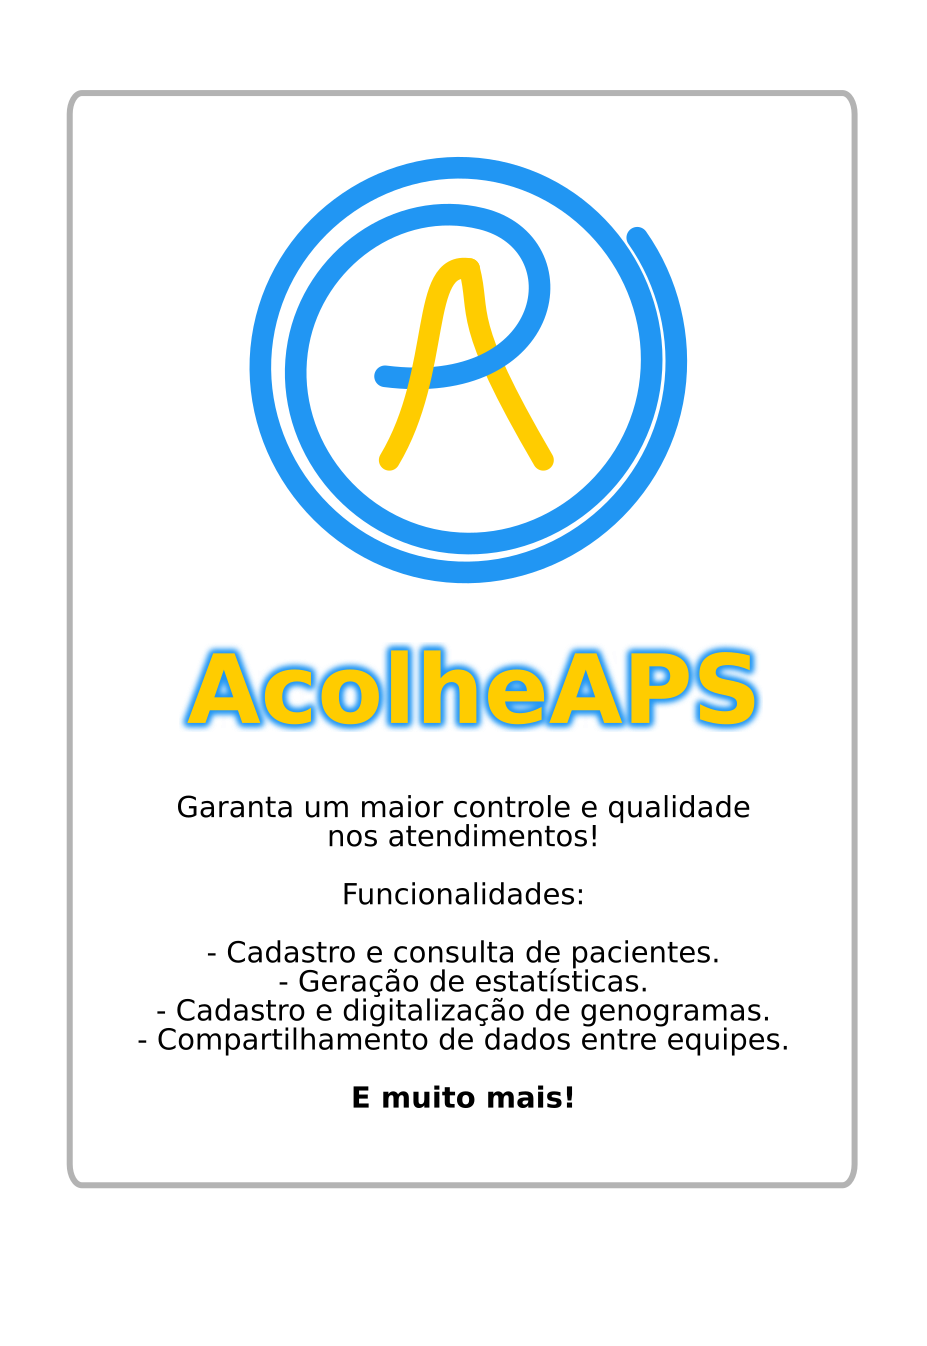 AcolheAPS
Garanta um maior controle e qualidade
nos atendimentos!
Funcionalidades:
- Cadastro e consulta de pacientes.
- Geração de estatísticas.
- Cadastro e digitalização de genogramas.
- Compartilhamento de dados entre equipes.
E muito mais!